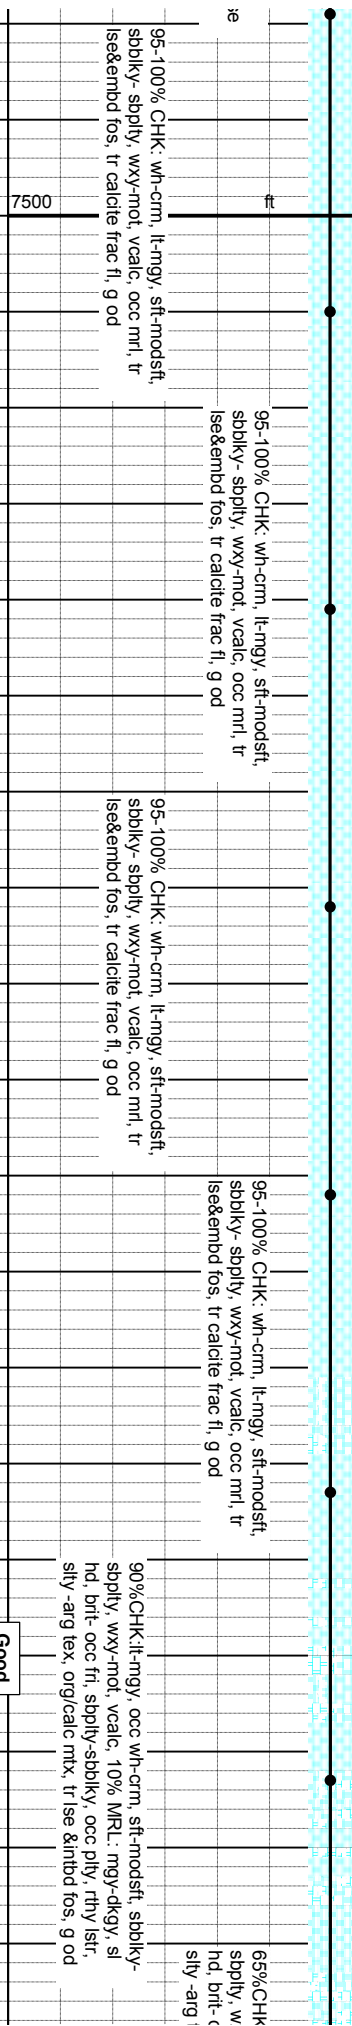 7500 ft
95-100% CHK: wh-crm, lt-mgy, sft-modsft,
sbblky- sbplty, wxy-mot, vcalc, occ mrl, tr
lse&embd fos, tr calcite frac fl, g od
95-100% CHK: wh-crm, lt-mgy, sft-modsft,
sbblky- sbplty, wxy-mot, vcalc, occ mrl, tr
lse&embd fos, tr calcite frac fl, g od
95-100% CHK: wh-crm, lt-mgy, sft-modsft,
sbblky- sbplty, wxy-mot, vcalc, occ mrl, tr
lse&embd fos, tr calcite frac fl, g od
95-100% CHK: wh-crm, lt-mgy, sft-modsft,
sbblky- sbplty, wxy-mot, vcalc, occ mrl, tr
lse&embd fos, tr calcite frac fl, g od
90%CHK:lt-mgy, occ wh-crm, sft-modsft, sbblky-
sbplty, wxy-mot, vcalc, 10% MRL: mgy-dkgy, sl
hd, brit- occ fri, sbplty-sbblky, occ plty, rthy lstr,
slty -arg tex, org/calc mtx, tr lse &intbd fos, g od
Good
65%CHK
sbplty, w
hd, brit-
slty -arg